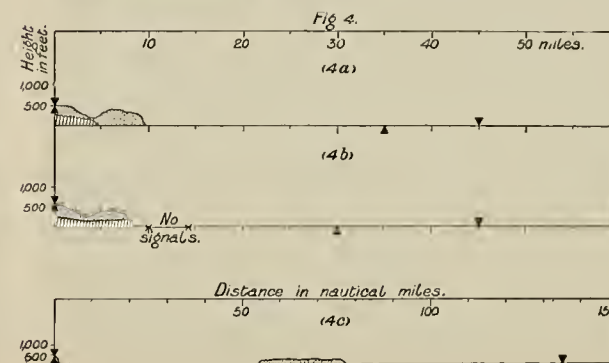 Fig 4.
Height in feet.
10 20 30 40 50 miles.
(4a)
1,000
500
(4b)
1,000
500
No
signals.
Distance in nautical miles.
50 100
(4c)
1,000
500